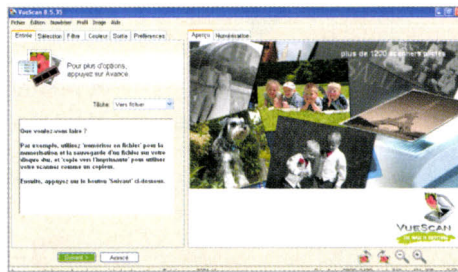 VueScan 8.5.35
Fichier Édition Numériser Profil Image Aide
Entrée Sélection Filtre Couleur Sortie Préférences
Aperçu Numérisation
plus de 1200 scanners gérés
Pour plus d'options,
appuyez sur Avancé.
Tâche: Vers fichier
Que voulez-vous faire ?
Par exemple, utilisez 'numériser en fichier' pour la
numérisation et la sauvegarde d'un fichier sur votre
disque dur, et 'copie vers l'imprimante' pour utiliser
votre scanner comme un copieur.
Ensuite, appuyez sur le bouton 'Suivant' ci-dessous.
VUESCAN
Suivant > Avancé